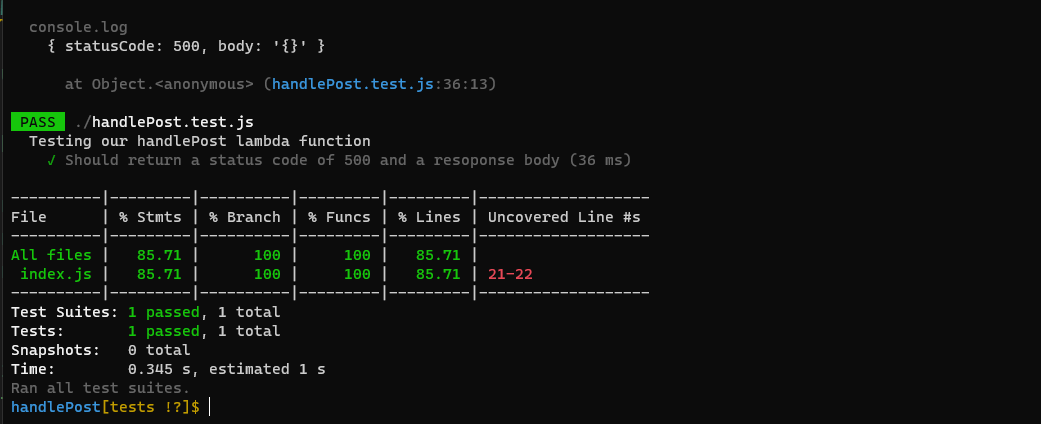 console.log
{ statusCode: 500, body: '{}' }
at Object.<anonymous> (handlePost.test.js:36:13)
PASS ./handlePost.test.js
Testing our handlePost lambda function
√ Should return a status code of 500 and a resoponse body (36 ms)
----------|---------|----------|---------|---------|-------------------
File      | % Stmts | % Branch | % Funcs | % Lines | Uncovered Line #s
----------|---------|----------|---------|---------|-------------------
All files |   85.71 |      100 |     100 |   85.71 |
 index.js |   85.71 |      100 |     100 |   85.71 | 21-22
----------|---------|----------|---------|---------|-------------------
Test Suites: 1 passed, 1 total
Tests:       1 passed, 1 total
Snapshots:   0 total
Time:        0.345 s, estimated 1 s
Ran all test suites.
handlePost[tests !?]$